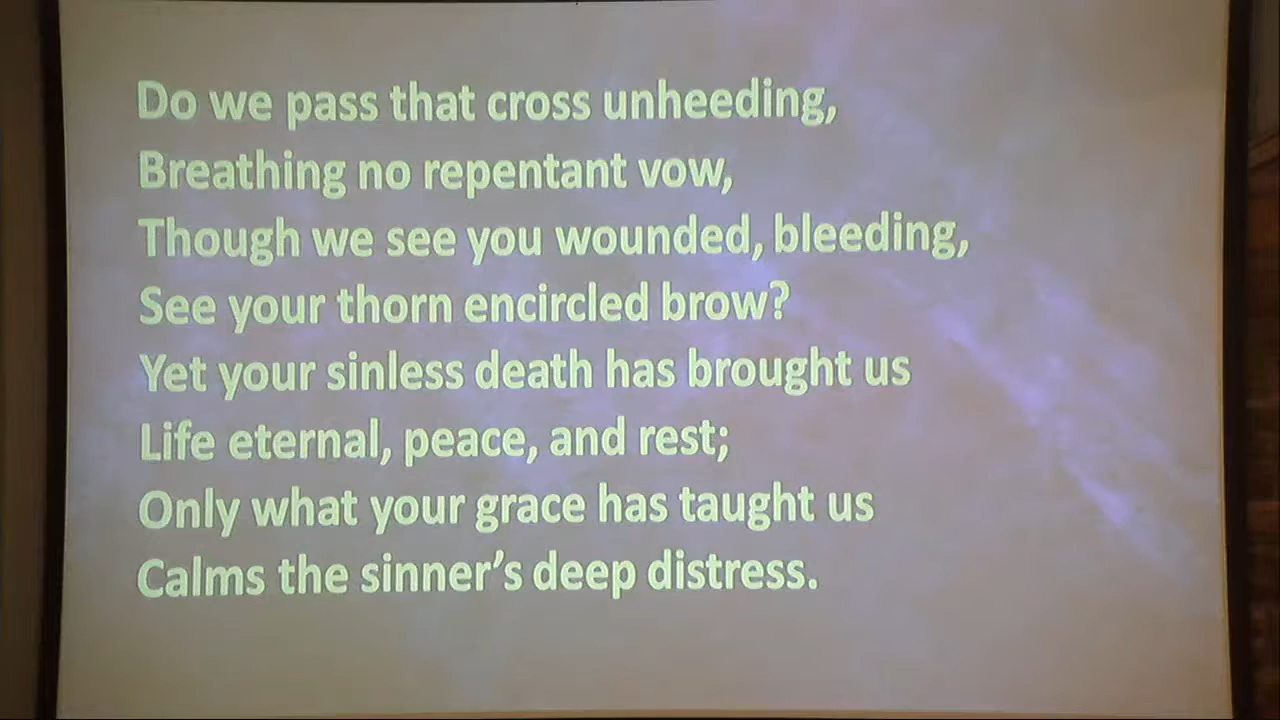 Do we pass that cross unheeding,
Breathing no repentant vow,
Though we see you wounded, bleeding,
See your thorn encircled brow?
Yet your sinless death has brought us
Life eternal, peace, and rest;
Only what your grace has taught us
Calms the sinner's deep distress.